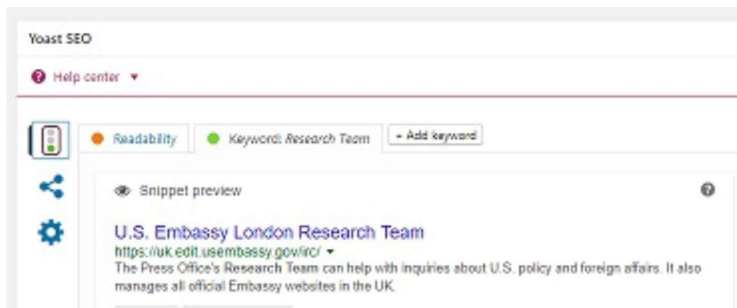 Yoast SEO
Help center
Readability
Keyword: Research Team
+ Add keyword
Snippet preview
U.S. Embassy London Research Team
https://uk.edit.usembassy.gov/irc/
The Press Office's Research Team can help with inquiries about U.S. policy and foreign affairs. It also
manages all official Embassy websites in the UK.